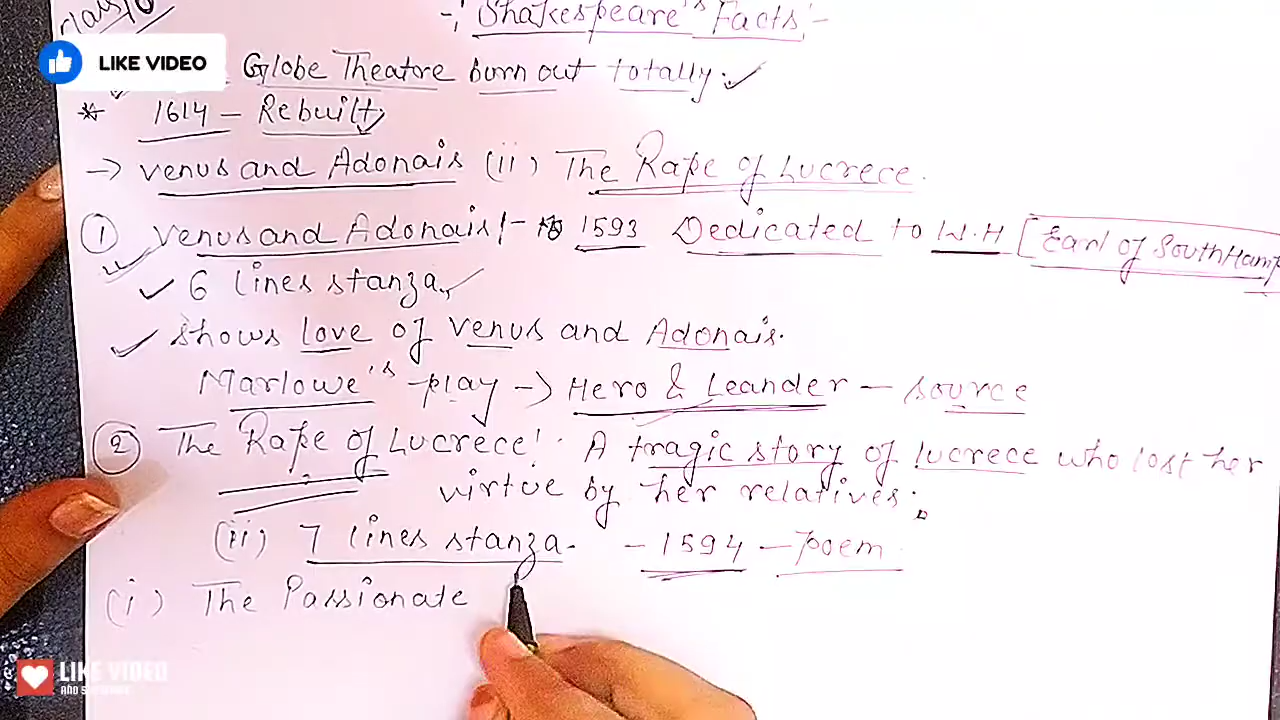 -: Shakespeare's Facts :-
LIKE VIDEO
Globe Theatre burn out totally.
* 1614 - Rebuilt
→ Venus and Adonais (ii) The Rape of Lucrece.
① Venus and Adonais:- 1593 Dedicated to W.H [Earl of SouthHamp
6 lines stanza.
shows love of Venus and Adonais.
Marlowe's play → Hero & Leander - source
② The Rape of Lucrece: A tragic story of lucrece who lost her
virtue by her relatives.
(ii) 7 lines stanza. - 1594 - Poem
(i) The Passionate
LIKE VIDEO